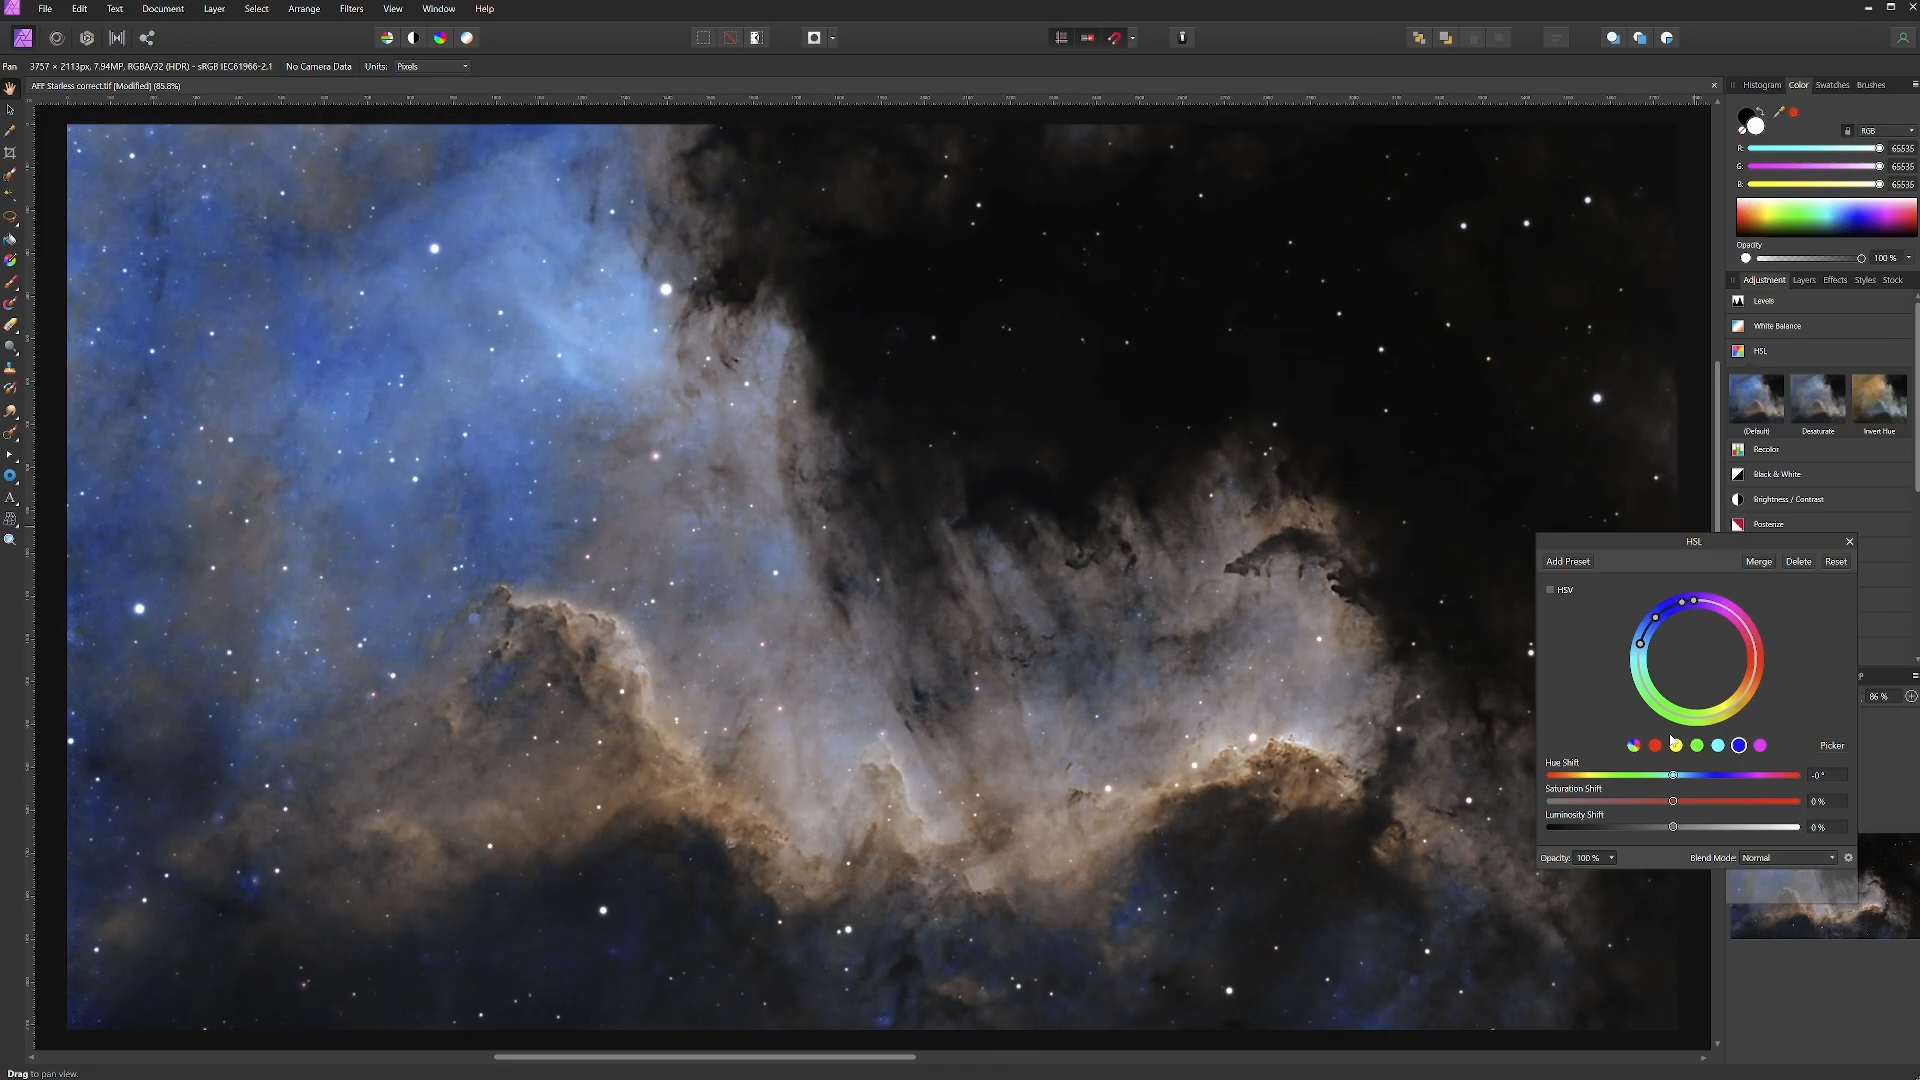 File Edit Text Document Layer Select Arrange Filters View Window Help
Pan 3757 × 2113px, 7.94MP, RGBA/32 (HDR) - sRGB IEC61966-2.1 No Camera Data Units: Pixels
AFF Starless correct.tif [Modified] (85.8%)
Histogram Color Swatches Brushes
RGB
R: 65535
G: 65535
B: 65535
Opacity
100 %
Adjustment Layers Effects Styles Stock
Levels
White Balance
HSL
(Default) Desaturate Invert Hue
Recolor
Black & White
Brightness / Contrast
Posterize
HSL
Add Preset Merge Delete Reset
HSV
86 %
Picker
Hue Shift
-0 °
Saturation Shift
0 %
Luminosity Shift
0 %
Opacity: 100 % Blend Mode: Normal
Drag to pan view.